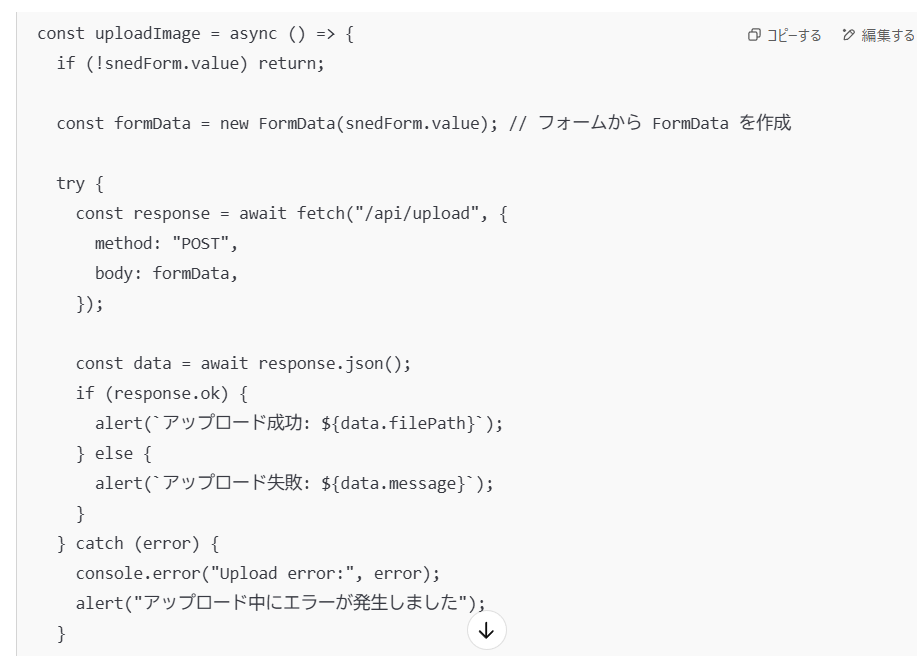 const uploadImage = async () => {
コピーする 編集する
if (!snedForm.value) return;
const formData = new FormData(snedForm.value); // フォームから FormData を作成
try {
const response = await fetch("/api/upload", {
method: "POST",
body: formData,
});
const data = await response.json();
if (response.ok) {
alert(`アップロード成功: ${data.filePath}`);
} else {
alert(`アップロード失敗: ${data.message}`);
}
} catch (error) {
console.error("Upload error:", error);
alert("アップロード中にエラーが発生しました");
}